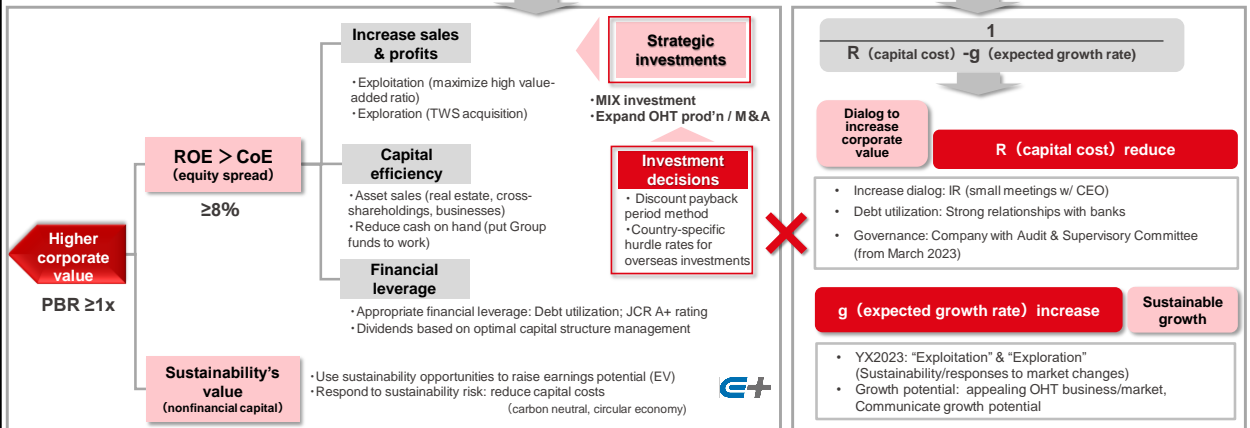 Increase sales
& profits
・Exploitation (maximize high value-
added ratio)
・Exploration (TWS acquisition)
Strategic
investments
・MIX investment
・Expand OHT prod’n / M&A
ROE ＞ CoE
（equity spread）
≥8%
Capital
efficiency
・Asset sales (real estate, cross-
shareholdings, businesses)
・Reduce cash on hand (put Group
funds to work)
Investment
decisions
・ Discount payback
period method
・Country-specific
hurdle rates for
overseas investments
Higher
corporate
value
PBR ≥1x
Financial
leverage
・Appropriate financial leverage: Debt utilization; JCR A+ rating
・Dividends based on optimal capital structure management
Sustainability’s
value
（nonfinancial capital）
・Use sustainability opportunities to raise earnings potential (EV)
・Respond to sustainability risk: reduce capital costs
（carbon neutral, circular economy）
1
R （capital cost） -g （expected growth rate）
Dialog to
increase
corporate
value
R （capital cost） reduce
• Increase dialog: IR (small meetings w/ CEO)
• Debt utilization: Strong relationships with banks
• Governance: Company with Audit & Supervisory Committee
(from March 2023)
g （expected growth rate） increase
Sustainable
growth
• YX2023: “Exploitation” & “Exploration”
(Sustainability/responses to market changes)
• Growth potential: appealing OHT business/market,
Communicate growth potential